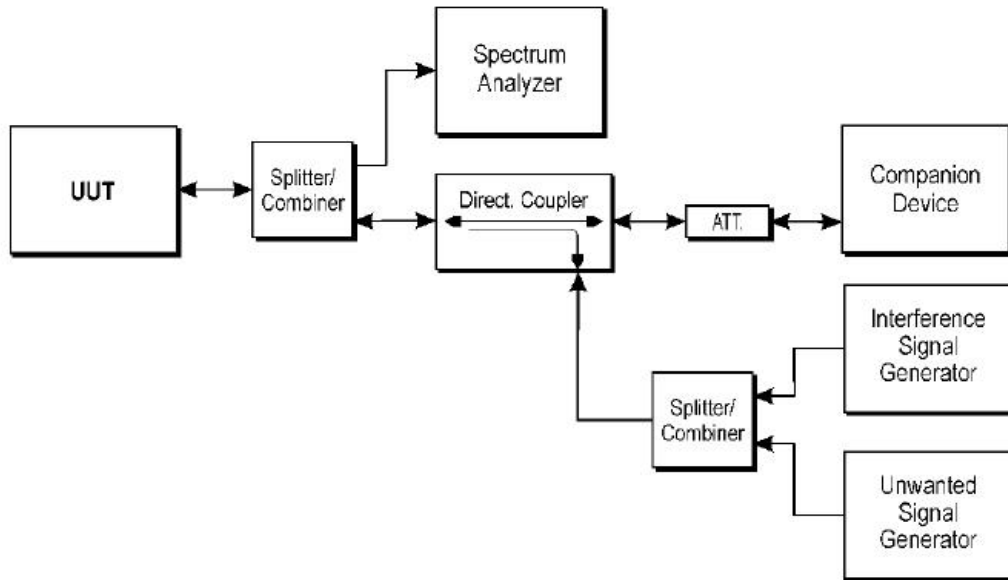 Spectrum
Analyzer
UUT
Splitter/
Combiner
Direct. Coupler
ATT.
Companion
Device
Interference
Signal
Generator
Splitter/
Combiner
Unwanted
Signal
Generator